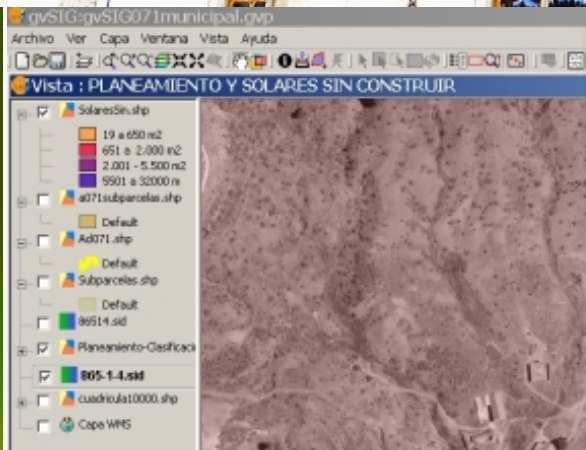 gvSIG:gvSIG071municipal.gvp
Archivo Ver Capa Ventana Vista Ayuda
Vista : PLANEAMIENTO Y SOLARES SIN CONSTRUIR
SolaresSin.shp
19 a 650 m2
651 a 2.000 m2
2.001 - 5.500 m2
5501 a 32000 m
a071subparcelas.shp
Default
Ad071.shp
Default
Subparcelas.shp
Default
86514.sid
Planeamiento-Clasificaci
865-1-4.sid
cuadricula10000.shp
Capa WMS